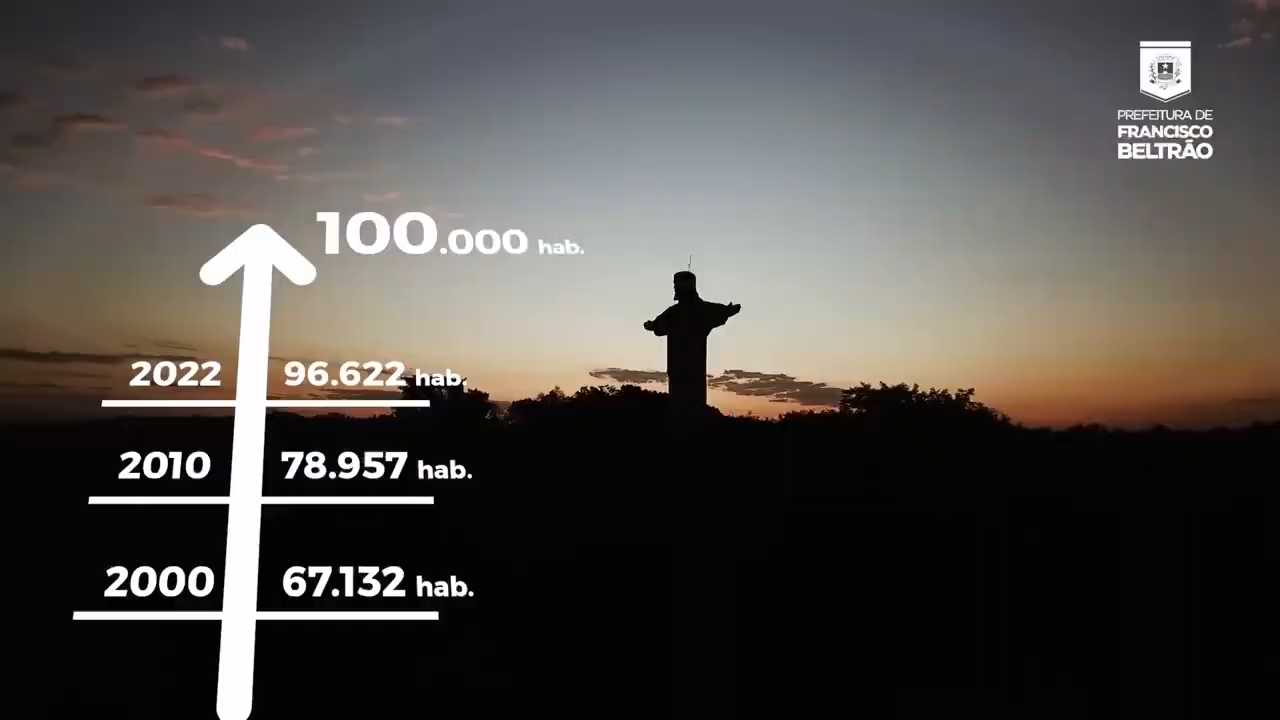 PREFEITURA DE
FRANCISCO
BELTRÃO
100.000 hab.
2022 96.622 hab.
2010 78.957 hab.
2000 67.132 hab.